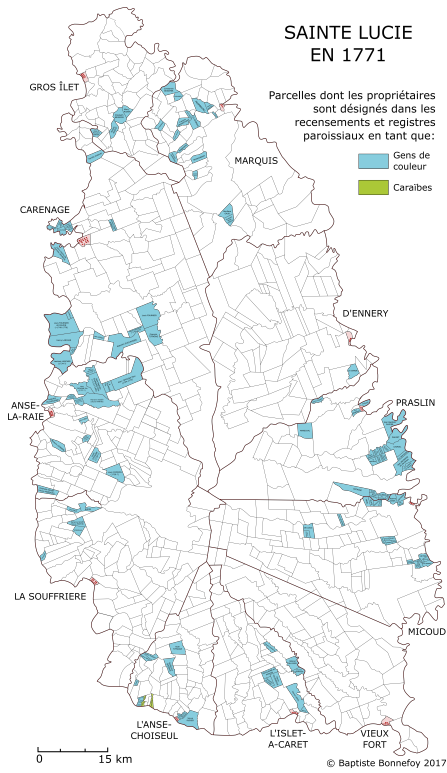 SAINTE LUCIE
EN 1771
Parcelles dont les propriétaires
sont désignés dans les
recensements et registres
paroissiaux en tant que:
Gens de
couleur
Caraïbes
GROS ÎLET
MARQUIS
CARENAGE
D'ENNERY
PRASLIN
ANSE-
LA-RAIE
LA SOUFFRIERE
MICOUD
L'ANSE-
CHOISEUL
L'ISLET-
A-CARET
VIEUX
FORT
0 15 km
© Baptiste Bonnefoy 2017